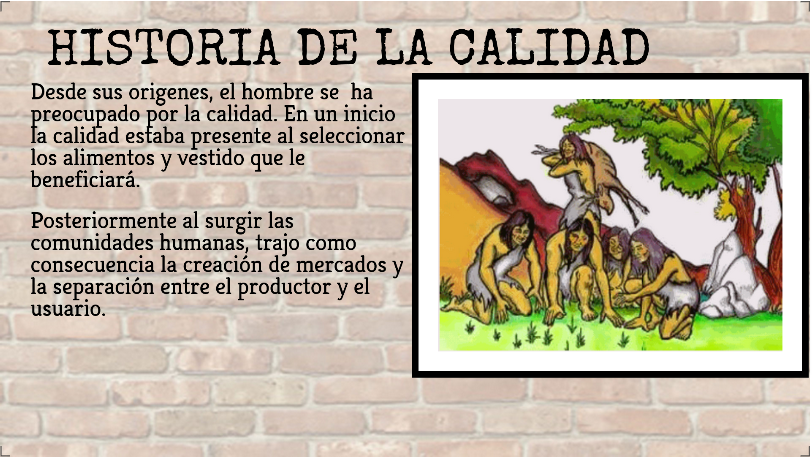 HISTORIA DE LA CALIDAD
Desde sus origenes, el hombre se ha
preocupado por la calidad. En un inicio
la calidad estaba presente al seleccionar
los alimentos y vestido que le
beneficiará.
Posteriormente al surgir las
comunidades humanas, trajo como
consecuencia la creación de mercados y
la separación entre el productor y el
usuario.